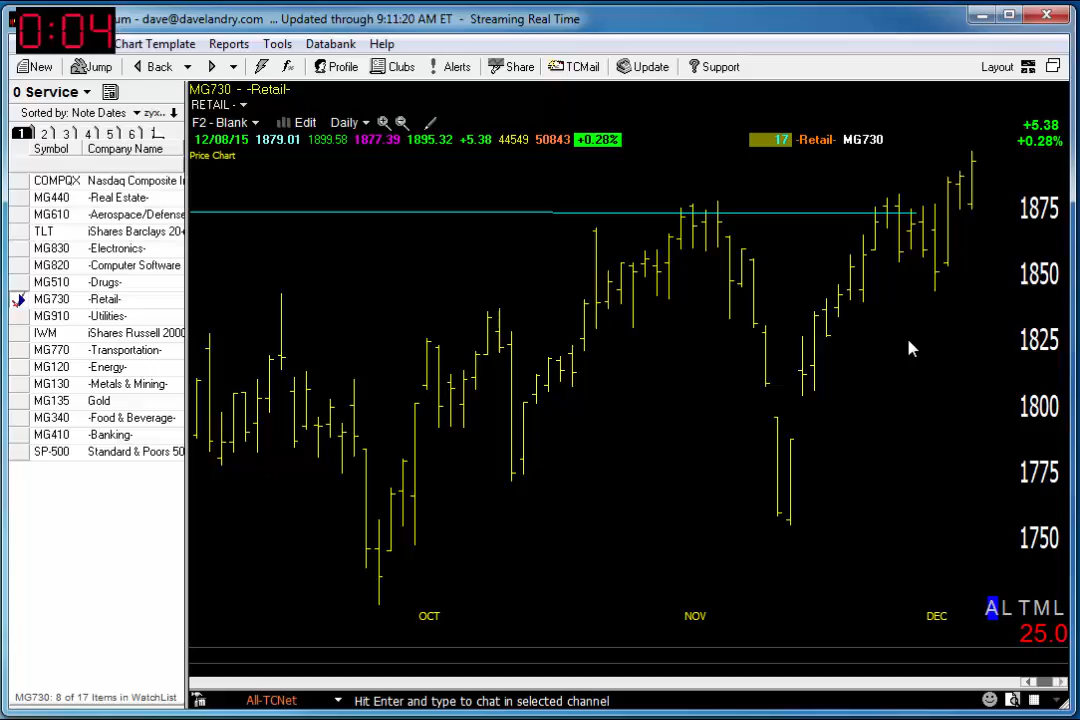 0:04
um - dave@davelandry.com ... Updated through 9:11:20 AM ET - Streaming Real Time
Chart Template Reports Tools Databank Help
New Jump Back Profile Clubs Alerts Share TCMail Update Support Layout
0 Service
Sorted by: Note Dates zyx...
1 2 3 4 5 6 1...
Symbol Company Name
COMPQX Nasdaq Composite In
MG440 -Real Estate-
MG610 -Aerospace/Defense
TLT iShares Barclays 20+
MG830 -Electronics-
MG820 -Computer Software
MG510 -Drugs-
MG730 -Retail-
MG910 -Utilities-
IWM iShares Russell 2000
MG770 -Transportation-
MG120 -Energy-
MG130 -Metals & Mining-
MG135 Gold
MG340 -Food & Beverage-
MG410 -Banking-
SP-500 Standard & Poors 50
MG730: 8 of 17 Items in WatchList
MG730 - -Retail-
RETAIL -
F2 - Blank Edit Daily
12/08/15 1879.01 1899.58 1877.39 1895.32 +5.38 44549 50843 +0.28% 17 -Retail- MG730
Price Chart
+5.38
+0.28%
1875
1850
1825
1800
1775
1750
OCT NOV DEC
A L T M L
25.0
All-TCNet Hit Enter and type to chat in selected channel